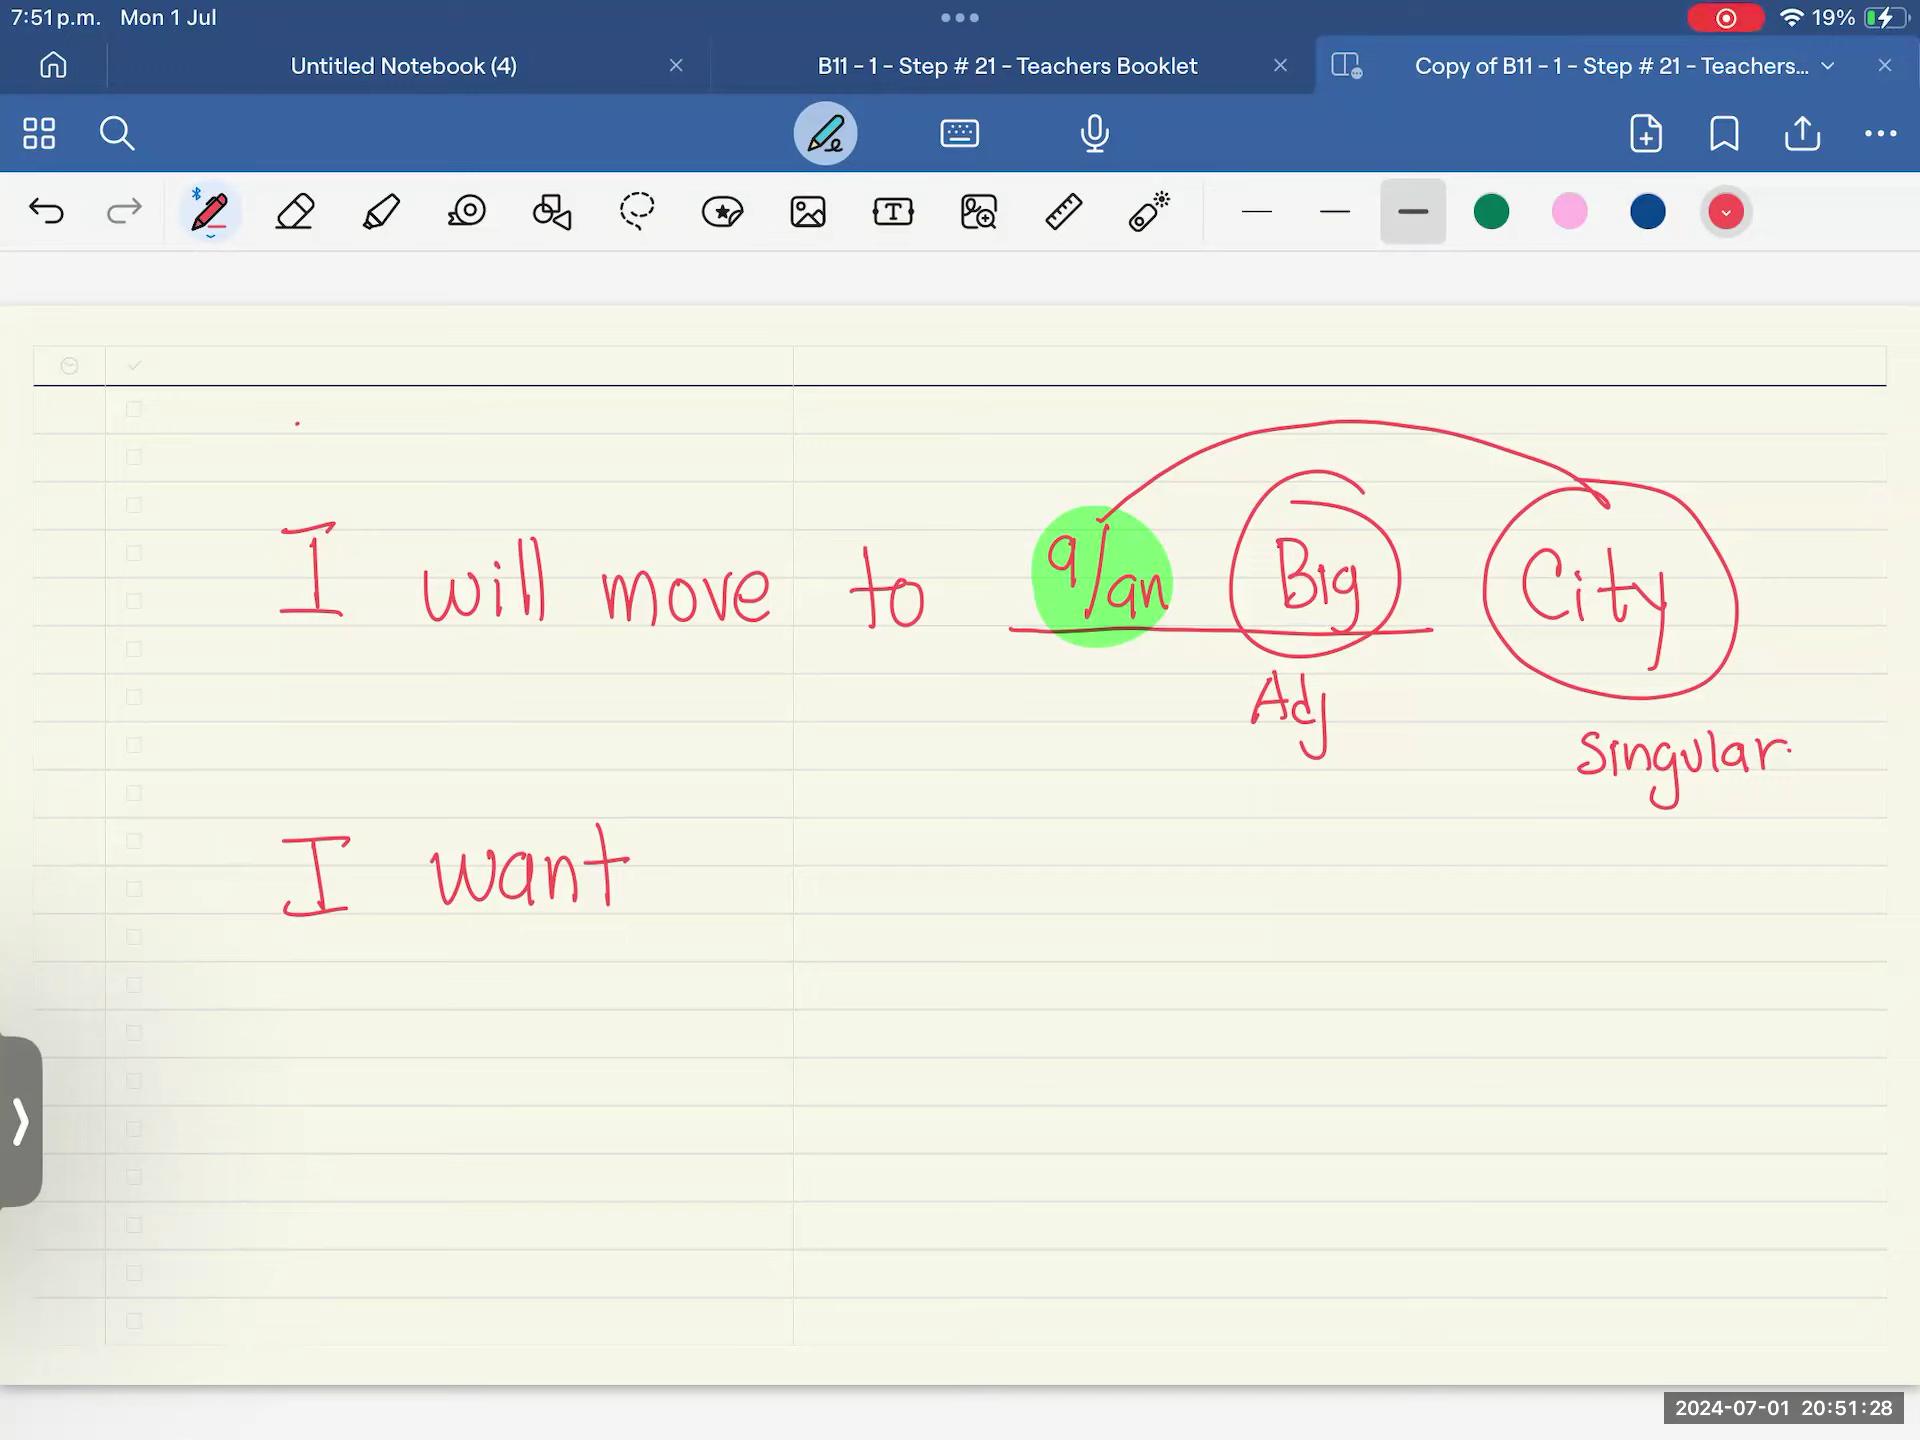 7:51p.m. Mon 1 Jul 19%
Untitled Notebook (4) B11 - 1 - Step # 21 - Teachers Booklet Copy of B11 - 1 - Step # 21 - Teachers...
I will move to a/an Big City
Adj
Singular.
I want
2024-07-01 20:51:28